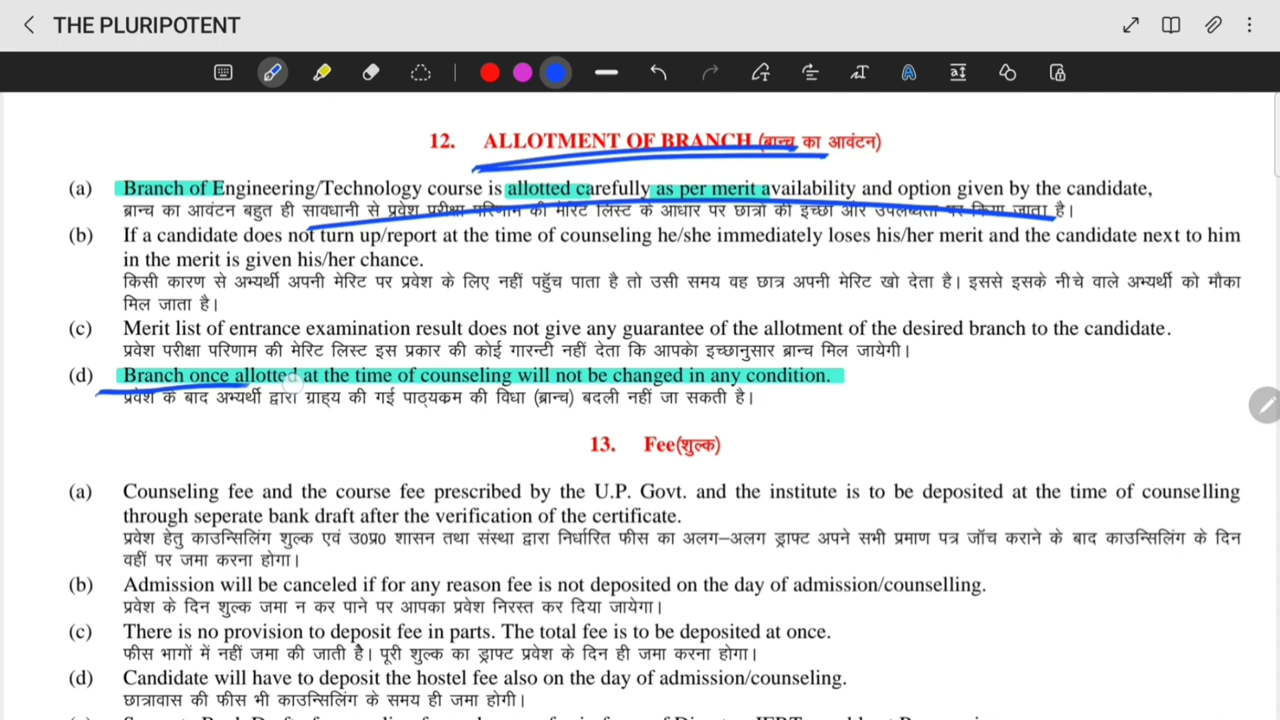 THE PLURIPOTENT
12. ALLOTMENT OF BRANCH (ब्रान्च का आवंटन)
(a) Branch of Engineering/Technology course is allotted carefully as per merit availability and option given by the candidate,
ब्रान्च का आवंटन बहुत ही सावधानी से प्रवेश परीक्षा परिणाम की मेरिट लिस्ट के आधार पर छात्रों की इच्छा और उपलब्धता पर किया जाता है।
(b) If a candidate does not turn up/report at the time of counseling he/she immediately loses his/her merit and the candidate next to him
in the merit is given his/her chance.
किसी कारण से अभ्यर्थी अपनी मेरिट पर प्रवेश के लिए नहीं पहुँच पाता है तो उसी समय वह छात्र अपनी मेरिट खो देता है। इससे इसके नीचे वाले अभ्यर्थी को मौका
मिल जाता है।
(c) Merit list of entrance examination result does not give any guarantee of the allotment of the desired branch to the candidate.
प्रवेश परीक्षा परिणाम की मेरिट लिस्ट इस प्रकार की कोई गारन्टी नहीं देता कि आपको इच्छानुसार ब्रान्च मिल जायेगी।
(d) Branch once allotted at the time of counseling will not be changed in any condition.
प्रवेश के बाद अभ्यर्थी द्वारा ग्राह्य की गई पाठ्यक्रम की विधा (ब्रान्च) बदली नहीं जा सकती है।
13. Fee(शुल्क)
(a) Counseling fee and the course fee prescribed by the U.P. Govt. and the institute is to be deposited at the time of counselling
through seperate bank draft after the verification of the certificate.
प्रवेश हेतु काउन्सिलिंग शुल्क एवं उ०प्र० शासन तथा संस्था द्वारा निर्धारित फीस का अलग-अलग ड्राफ्ट अपने सभी प्रमाण पत्र जॉच कराने के बाद काउन्सिलिंग के दिन
वहीं पर जमा करना होगा।
(b) Admission will be canceled if for any reason fee is not deposited on the day of admission/counselling.
प्रवेश के दिन शुल्क जमा न कर पाने पर आपका प्रवेश निरस्त कर दिया जायेगा।
(c) There is no provision to deposit fee in parts. The total fee is to be deposited at once.
फीस भागों में नहीं जमा की जाती है। पूरी शुल्क का ड्राफ्ट प्रवेश के दिन ही जमा करना होगा।
(d) Candidate will have to deposit the hostel fee also on the day of admission/counseling.
छात्रावास की फीस भी काउन्सिलिंग के समय ही जमा होगी।